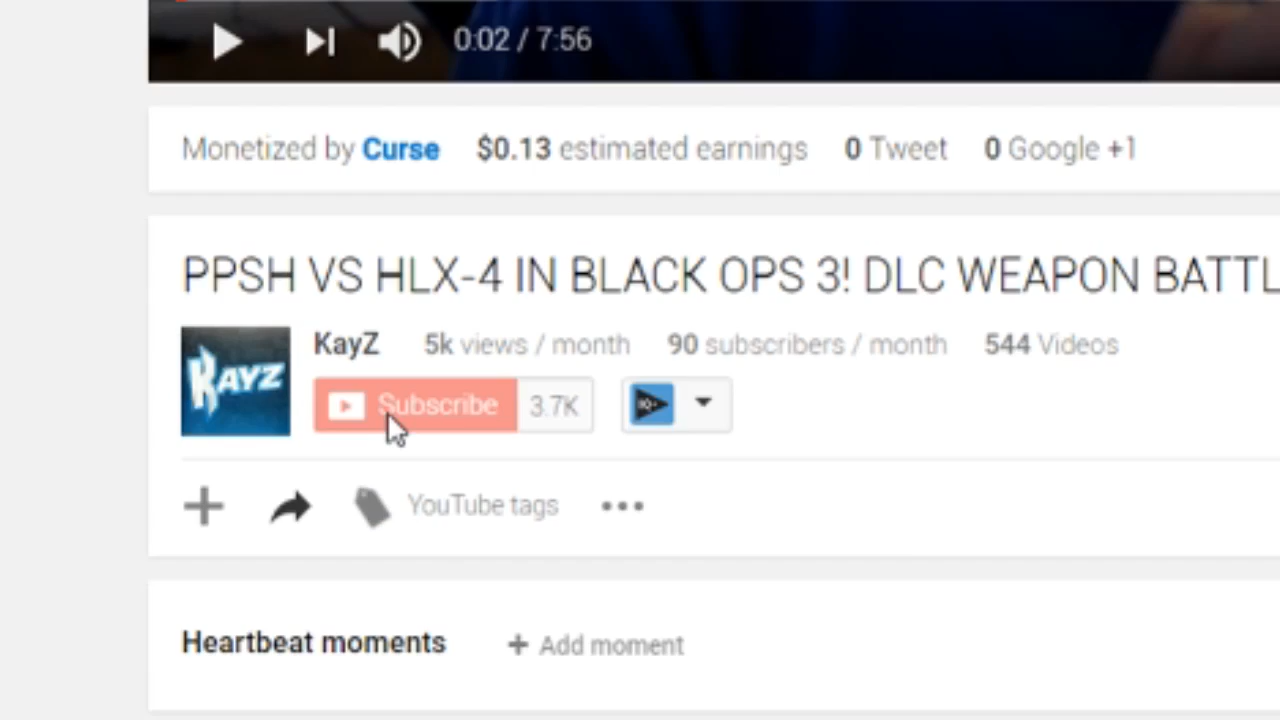 0:02 / 7:56
Monetized by Curse $0.13 estimated earnings 0 Tweet 0 Google +1
PPSH VS HLX-4 IN BLACK OPS 3! DLC WEAPON BATTL
KAYZ
KayZ 5k views / month 90 subscribers / month 544 Videos
Subscribe 3.7K
YouTube tags
Heartbeat moments + Add moment